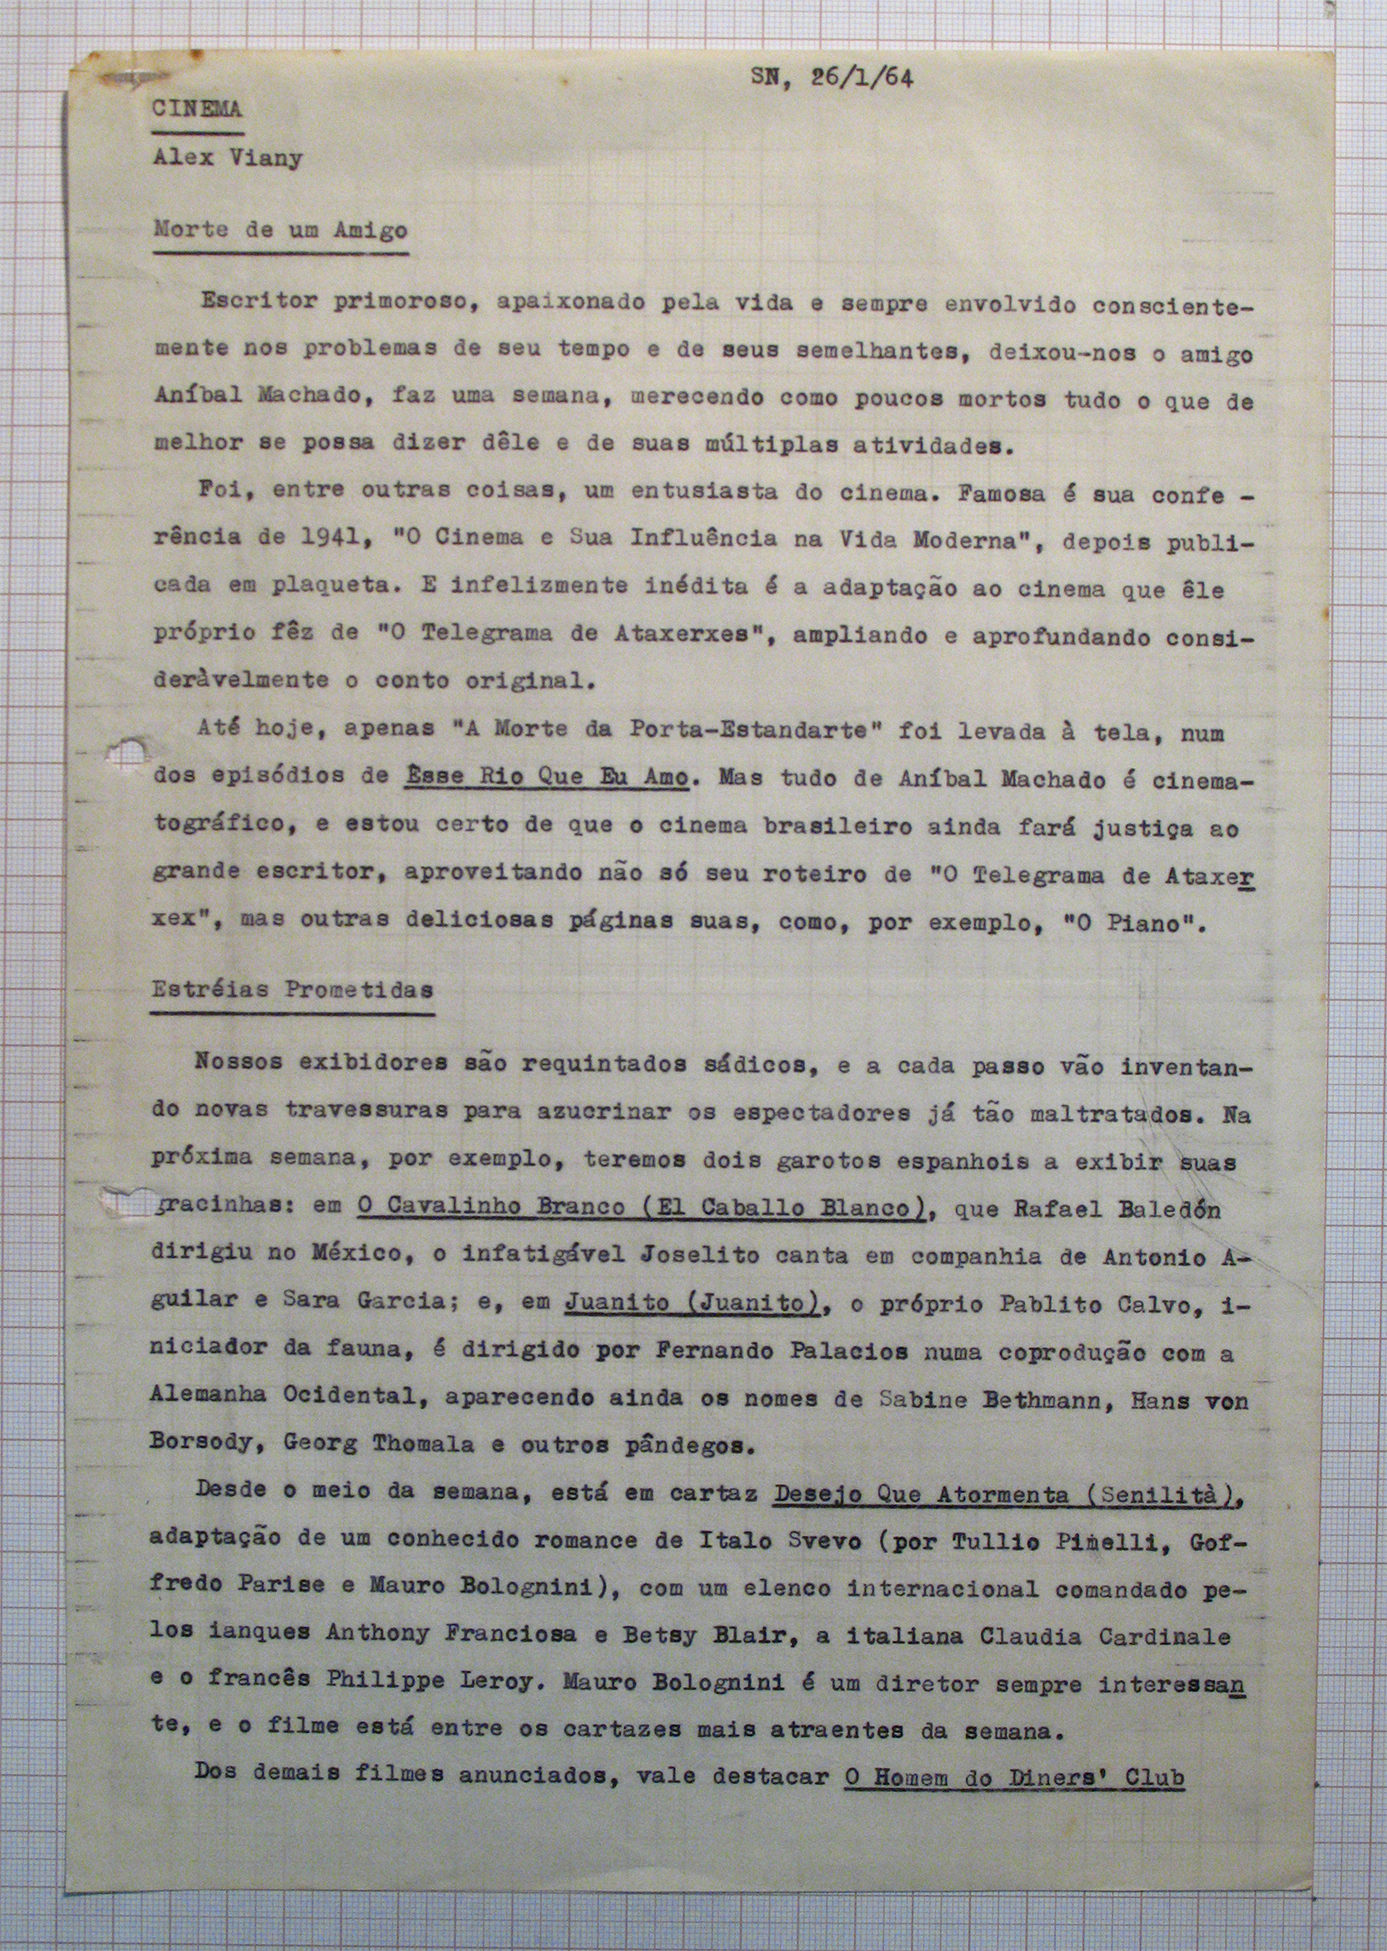 SN, 26/1/64
CINEMA
Alex Viany
Morte de um Amigo
Escritor primoroso, apaixonado pela vida e sempre envolvido consciente-
mente nos problemas de seu tempo e de seus semelhantes, deixou-nos o amigo
Aníbal Machado, faz uma semana, merecendo como poucos mortos tudo o que de
melhor se possa dizer dêle e de suas múltiplas atividades.
Foi, entre outras coisas, um entusiasta do cinema. Famosa é sua confe -
rência de 1941, "O Cinema e Sua Influência na Vida Moderna", depois publi-
cada em plaqueta. E infelizmente inédita é a adaptação ao cinema que êle
próprio fêz de "O Telegrama de Ataxerxes", ampliando e aprofundando consi-
deràvelmente o conto original.
Até hoje, apenas "A Morte da Porta-Estandarte" foi levada à tela, num
dos episódios de Êsse Rio Que Eu Amo. Mas tudo de Aníbal Machado é cinema-
tográfico, e estou certo de que o cinema brasileiro ainda fará justiça ao
grande escritor, aproveitando não só seu roteiro de "O Telegrama de Ataxer
xex", mas outras deliciosas páginas suas, como, por exemplo, "O Piano".
Estréias Prometidas
Nossos exibidores são requintados sádicos, e a cada passo vão inventan-
do novas travessuras para azucrinar os espectadores já tão maltratados. Na
próxima semana, por exemplo, teremos dois garotos espanhois a exibir suas
gracinhas: em O Cavalinho Branco (El Caballo Blanco), que Rafael Baledón
dirigiu no México, o infatigável Joselito canta em companhia de Antonio A-
guilar e Sara Garcia; e, em Juanito (Juanito), o próprio Pablito Calvo, i-
niciador da fauna, é dirigido por Fernando Palacios numa coprodução com a
Alemanha Ocidental, aparecendo ainda os nomes de Sabine Bethmann, Hans von
Borsody, Georg Thomala e outros pândegos.
Desde o meio da semana, está em cartaz Desejo Que Atormenta (Senilità),
adaptação de um conhecido romance de Italo Svevo (por Tullio Pinelli, Gof-
fredo Parise e Mauro Bolognini), com um elenco internacional comandado pe-
los ianques Anthony Franciosa e Betsy Blair, a italiana Claudia Cardinale
e o francês Philippe Leroy. Mauro Bolognini é um diretor sempre interessan
te, e o filme está entre os cartazes mais atraentes da semana.
Dos demais filmes anunciados, vale destacar O Homem do Diners' Club